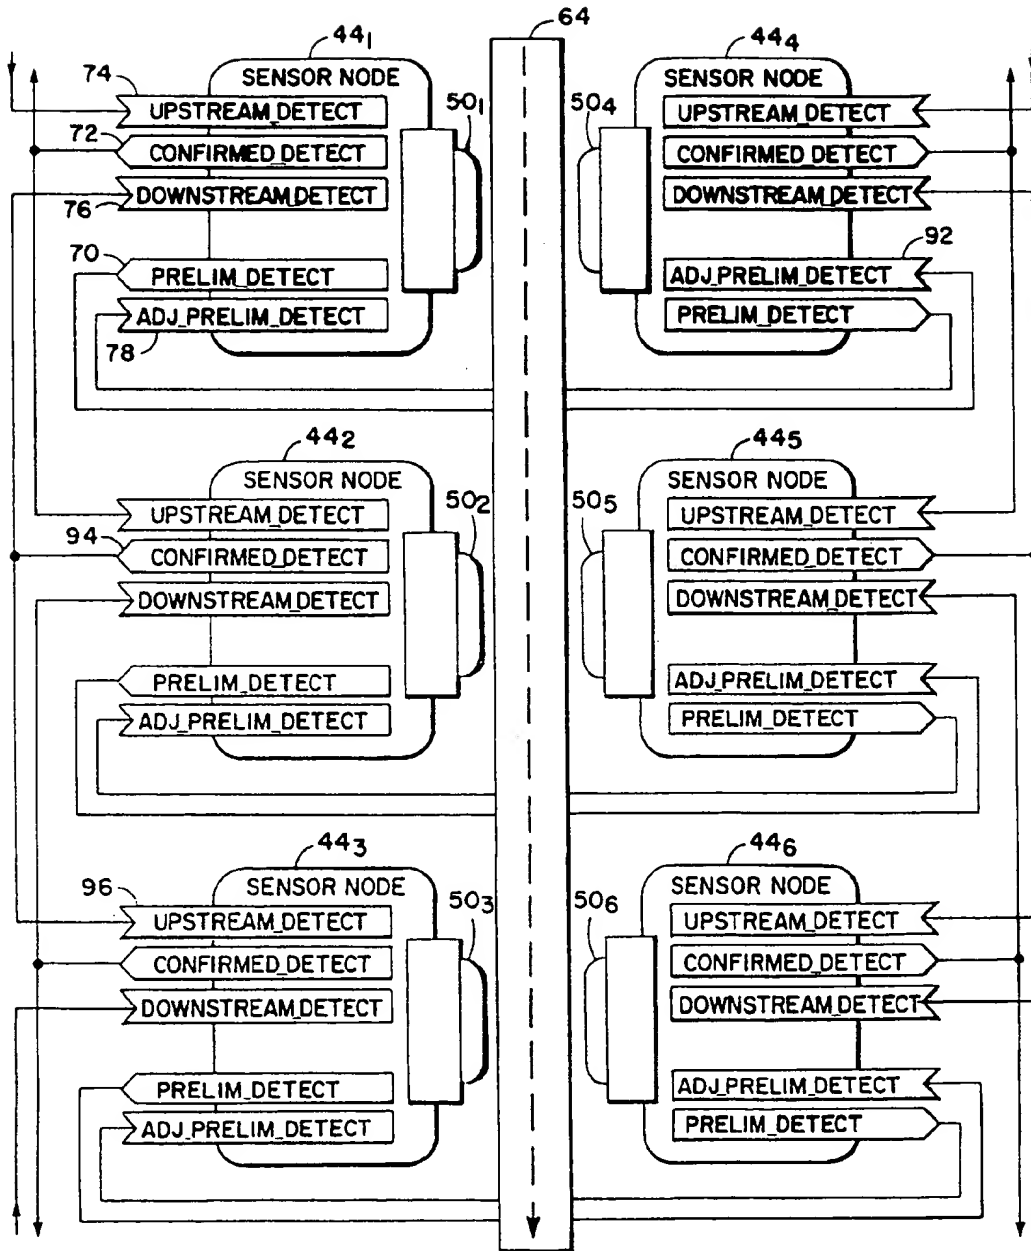 64
44₁
SENSOR NODE
74
UPSTREAM_DETECT
72
CONFIRMED_DETECT
76
DOWNSTREAM_DETECT
70
PRELIM_DETECT
ADJ_PRELIM_DETECT
78
50₁
44₄
SENSOR NODE
50₄
UPSTREAM_DETECT
CONFIRMED_DETECT
DOWNSTREAM_DETECT
92
ADJ_PRELIM_DETECT
PRELIM_DETECT
44₂
SENSOR NODE
UPSTREAM_DETECT
94
CONFIRMED_DETECT
DOWNSTREAM_DETECT
PRELIM_DETECT
ADJ_PRELIM_DETECT
50₂
44₅
SENSOR NODE
50₅
UPSTREAM_DETECT
CONFIRMED_DETECT
DOWNSTREAM_DETECT
ADJ_PRELIM_DETECT
PRELIM_DETECT
44₃
SENSOR NODE
96
UPSTREAM_DETECT
CONFIRMED_DETECT
DOWNSTREAM_DETECT
PRELIM_DETECT
ADJ_PRELIM_DETECT
50₃
44₆
SENSOR NODE
50₆
UPSTREAM_DETECT
CONFIRMED_DETECT
DOWNSTREAM_DETECT
ADJ_PRELIM_DETECT
PRELIM_DETECT